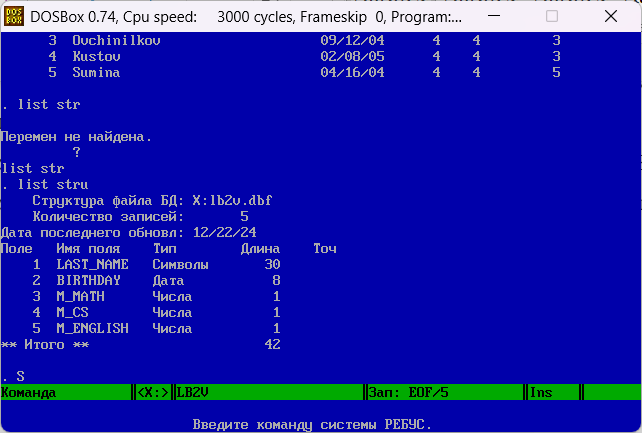 DOSBox 0.74, Cpu speed: 3000 cycles, Frameskip 0, Program:...
3 Ovchinilkov 09/12/04 4 4 3
4 Kustov 02/08/05 4 4 3
5 Sumina 04/16/04 4 4 5
. list str
Перемен не найдена.
?
list str
. list stru
Структура файла БД: X:lb2v.dbf
Количество записей: 5
Дата последнего обновл: 12/22/24
Поле Имя поля Тип Длина Точ
1 LAST_NAME Символы 30
2 BIRTHDAY Дата 8
3 M_MATH Числа 1
4 M_CS Числа 1
5 M_ENGLISH Числа 1
** Итого ** 42
. S
Команда ║<X:>║LB2V ║Зап: EOF/5 ║Ins ║
Введите команду системы РЕБУС.